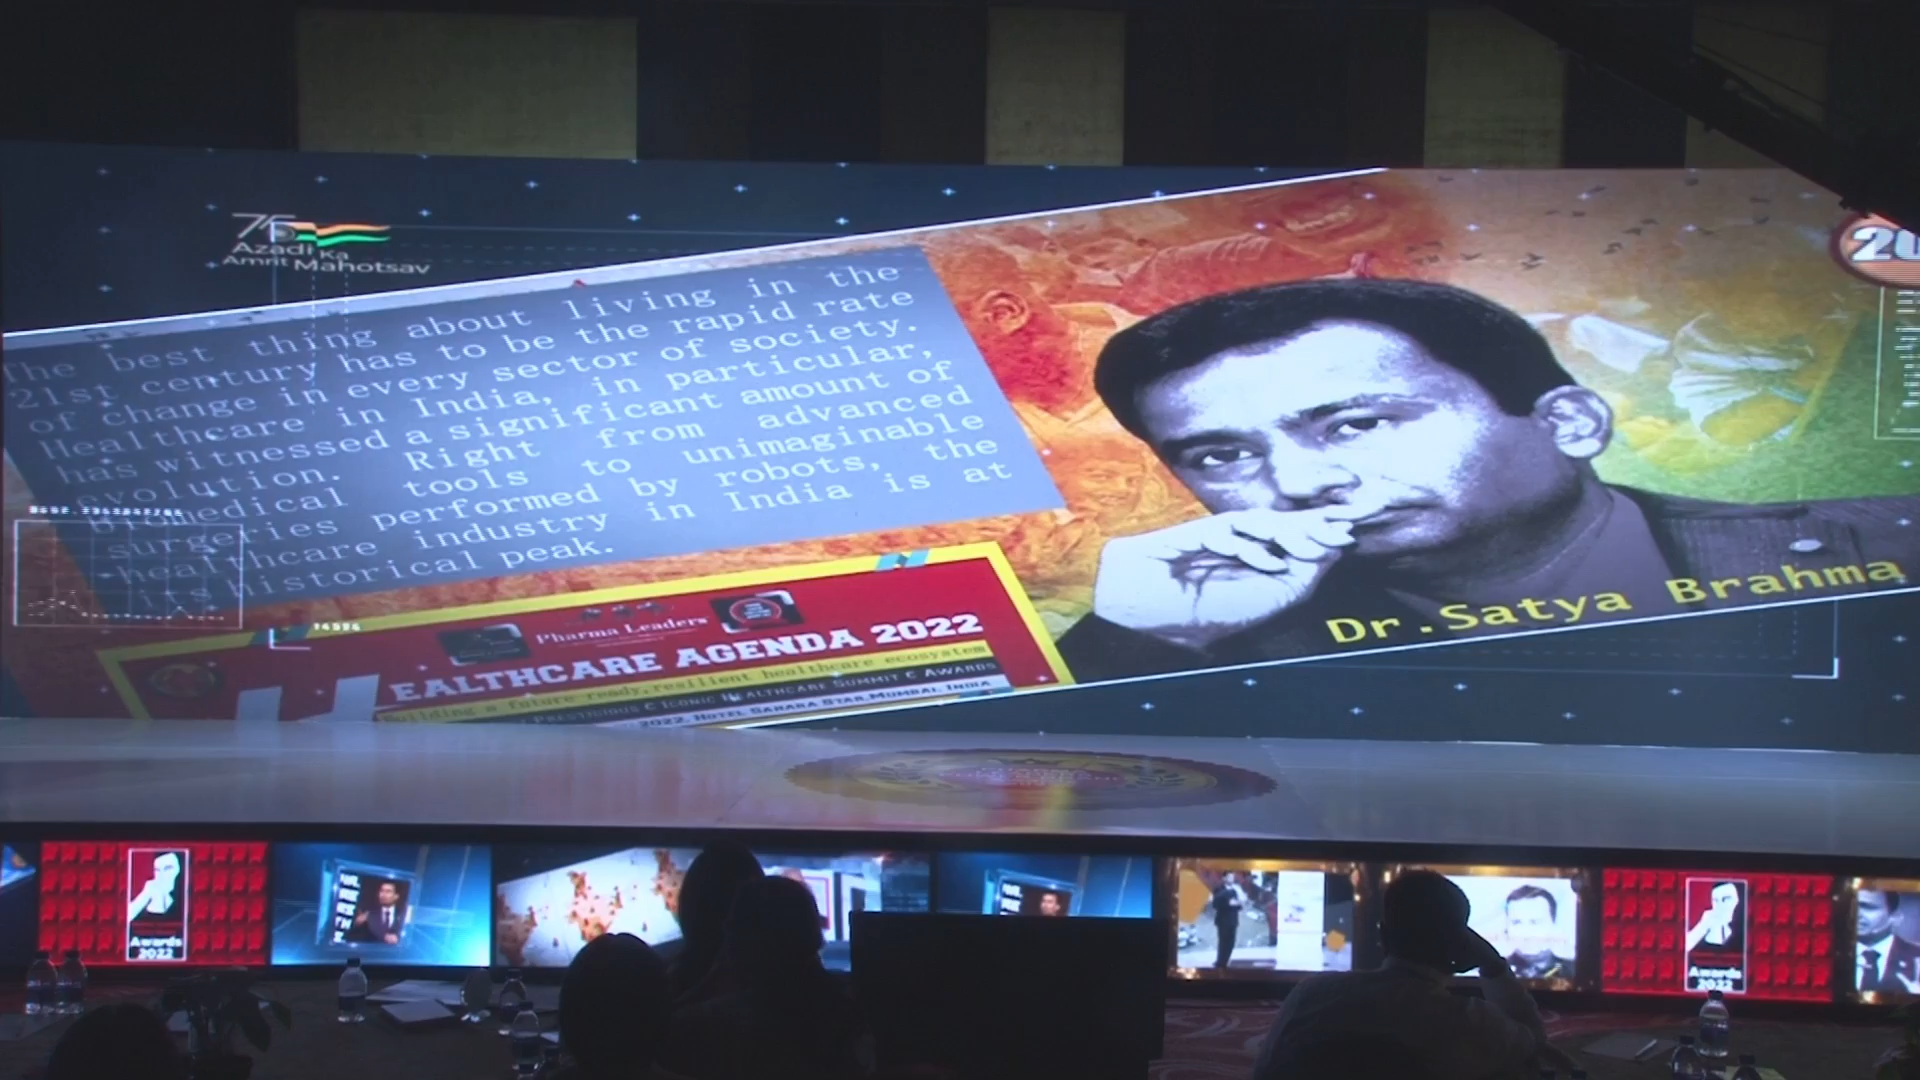 75
Azadi Ka
Amrit Mahotsav
20
The best thing about living in the
21st century has to be the rapid rate
of change in every sector of society.
Healthcare in India, in particular,
has witnessed a significant amount of
evolution. Right from advanced
biomedical tools to unimaginable
surgeries performed by robots, the
healthcare industry in India is at
its historical peak.
Dr.Satya Brahma
Pharma Leaders
HEALTHCARE AGENDA 2022
Building a future ready,resilient healthcare ecosystem
Prestigious & Iconic Healthcare Summit & Awards
2022, Hotel Sahara Star,Mumbai, India
Awards
2022
Awards
2022